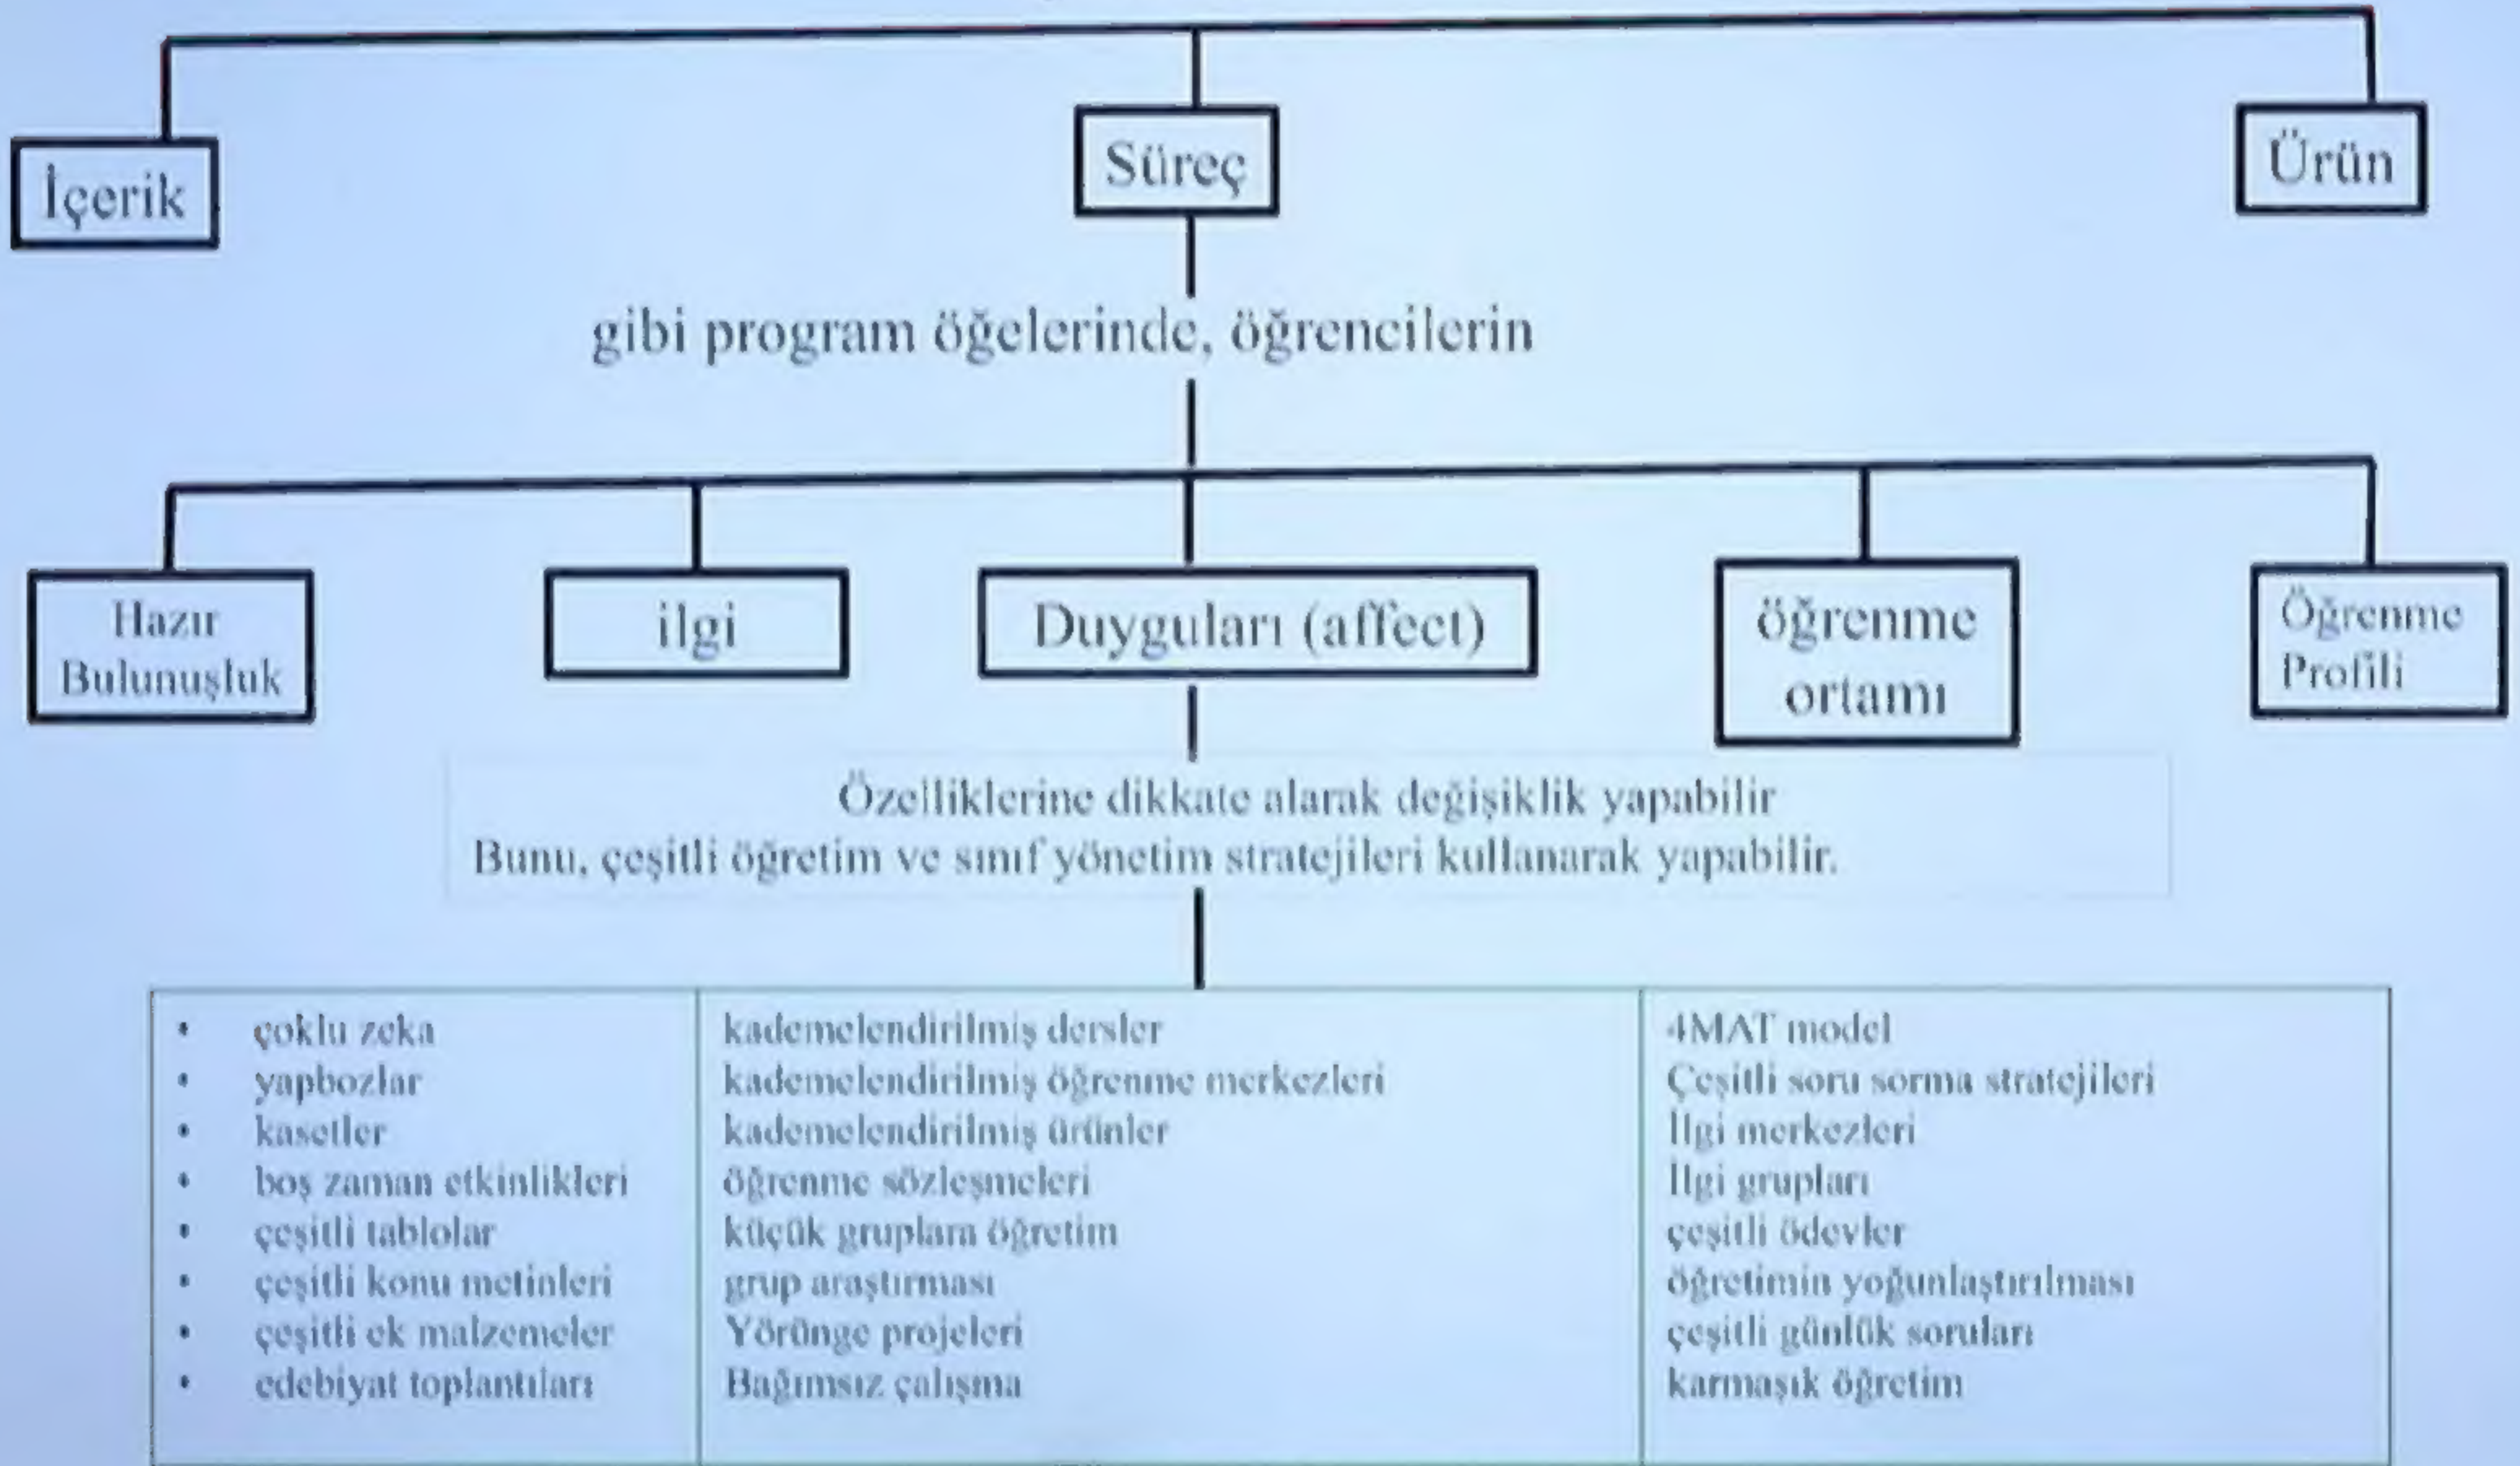 İçerik
Süreç
Ürün
gibi program öğelerinde, öğrencilerin
Hazır
Bulunuşluk
ilgi
Duyguları (affect)
öğrenme
ortamı
Öğrenme
Profili
Özelliklerine dikkate alarak değişiklik yapabilir
Bunu, çeşitli öğretim ve sınıf yönetim stratejileri kullanarak yapabilir.
• çoklu zeka
• yapbozlar
• kasetler
• boş zaman etkinlikleri
• çeşitli tablolar
• çeşitli konu metinleri
• çeşitli ek malzemeler
• edebiyat toplantıları
kademelendirilmiş dersler
kademelendirilmiş öğrenme merkezleri
kademelendirilmiş ürünler
öğrenme sözleşmeleri
küçük gruplara öğretim
grup araştırması
Yörünge projeleri
Bağımsız çalışma
4MAT model
Çeşitli soru sorma stratejileri
İlgi merkezleri
İlgi grupları
çeşitli ödevler
öğretimin yoğunlaştırılması
çeşitli günlük soruları
karmaşık öğretim